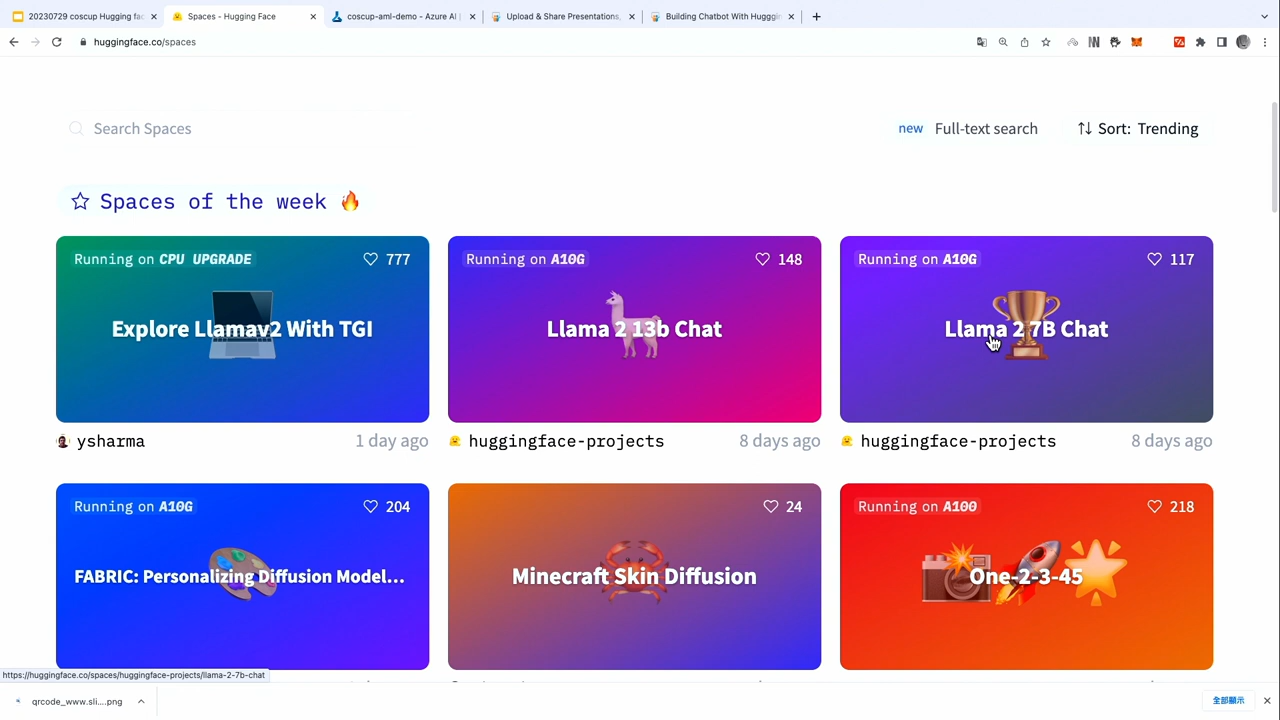 20230729 coscup Hugging fac
Spaces - Hugging Face
coscup-aml-demo - Azure AI |
Upload & Share Presentations,
Building Chatbot With Hugging
huggingface.co/spaces
Search Spaces
new Full-text search
Sort: Trending
Spaces of the week 🔥
Running on CPU UPGRADE
777
Explore Llamav2 With TGI
ysharma
1 day ago
Running on A10G
148
Llama 2 13b Chat
huggingface-projects
8 days ago
Running on A10G
117
Llama 2 7B Chat
huggingface-projects
8 days ago
Running on A10G
204
FABRIC: Personalizing Diffusion Model...
24
Minecraft Skin Diffusion
Running on A100
218
One-2-3-45
https://huggingface.co/spaces/huggingface-projects/llama-2-7b-chat
qrcode_www.sli....png
全部顯示